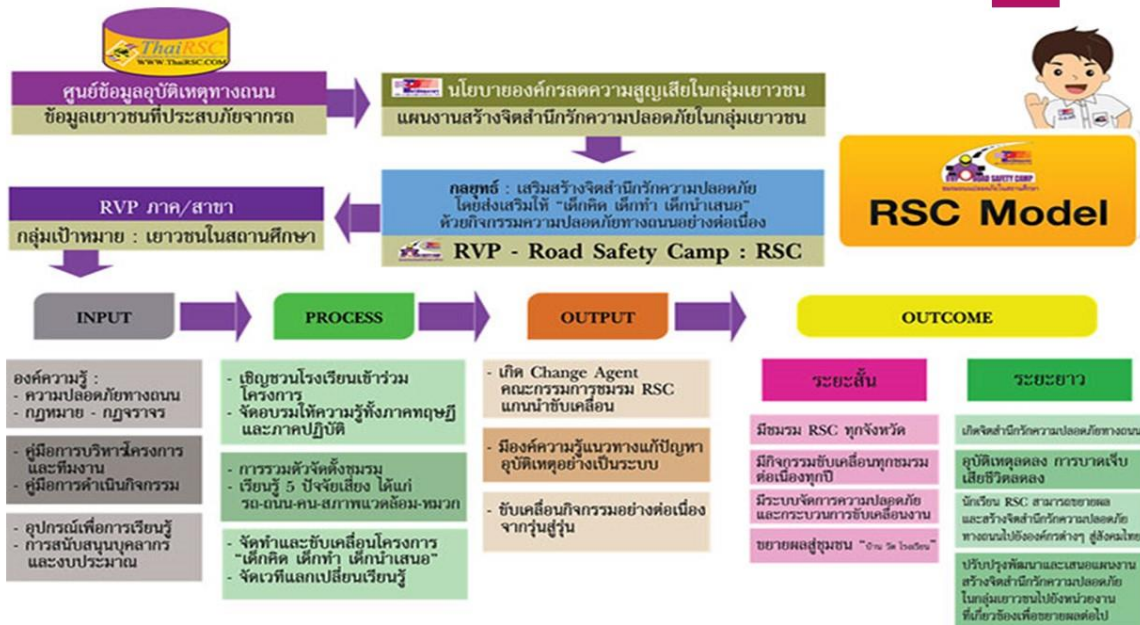 ThaiRSC
WWW.ThaiRSC.COM
ศูนย์ข้อมูลอุบัติเหตุทางถนน
ข้อมูลเยาวชนที่ประสบภัยจากรถ
นโยบายองค์กรลดความสูญเสียในกลุ่มเยาวชน
แผนงานสร้างจิตสำนึกรักความปลอดภัยในกลุ่มเยาวชน
กลยุทธ์ : เสริมสร้างจิตสำนึกรักความปลอดภัย
โดยส่งเสริมให้ "เด็กคิด เด็กทำ เด็กนำเสนอ"
ด้วยกิจกรรมความปลอดภัยทางถนนอย่างต่อเนื่อง
RVP - Road Safety Camp : RSC
RVP ภาค/สาขา
กลุ่มเป้าหมาย : เยาวชนในสถานศึกษา
ROAD SAFETY CAMP
RSC Model
INPUT
องค์ความรู้ :
- ความปลอดภัยทางถนน
- กฎหมาย - กฎจราจร
- คู่มือการบริหารโครงการ
และทีมงาน
- คู่มือการดำเนินกิจกรรม
- อุปกรณ์เพื่อการเรียนรู้
- การสนับสนุนบุคลากร
และงบประมาณ
PROCESS
- เชิญชวนโรงเรียนเข้าร่วม
โครงการ
- จัดอบรมให้ความรู้ทั้งภาคทฤษฎี
และภาคปฏิบัติ
- การรวมตัวจัดตั้งชมรม
- เรียนรู้ 5 ปัจจัยเสี่ยง ได้แก่
รถ-ถนน-คน-สภาพแวดล้อม-หมวก
- จัดทำและขับเคลื่อนโครงการ
"เด็กคิด เด็กทำ เด็กนำเสนอ"
- จัดเวทีแลกเปลี่ยนเรียนรู้
OUTPUT
- เกิด Change Agent
คณะกรรมการชมรม RSC
แกนนำขับเคลื่อน
- มีองค์ความรู้แนวทางแก้ปัญหา
อุบัติเหตุอย่างเป็นระบบ
- ขับเคลื่อนกิจกรรมอย่างต่อเนื่อง
จากรุ่นสู่รุ่น
OUTCOME
ระยะสั้น
มีชมรม RSC ทุกจังหวัด
มีกิจกรรมขับเคลื่อนทุกชมรม
ต่อเนื่องทุกปี
มีระบบจัดการความปลอดภัย
และกระบวนการขับเคลื่อนงาน
ขยายผลสู่ชุมชน "บ้าน วัด โรงเรียน"
ระยะยาว
เกิดจิตสำนึกรักความปลอดภัยทางถนน
อุบัติเหตุลดลง การบาดเจ็บ
เสียชีวิตลดลง
นักเรียน RSC สามารถขยายผล
และสร้างจิตสำนึกรักความปลอดภัย
ทางถนนไปยังองค์กรต่างๆ สู่สังคมไทย
ปรับปรุงพัฒนาและเสนอแผนงาน
สร้างจิตสำนึกรักความปลอดภัย
ในกลุ่มเยาวชนไปยังหน่วยงาน
ที่เกี่ยวข้องเพื่อขยายผลต่อไป